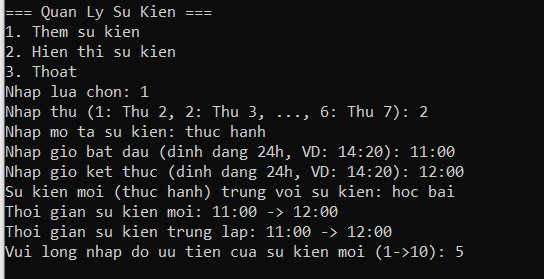 === Quan Ly Su Kien ===
1. Them su kien
2. Hien thi su kien
3. Thoat
Nhap lua chon: 1
Nhap thu (1: Thu 2, 2: Thu 3, ..., 6: Thu 7): 2
Nhap mo ta su kien: thuc hanh
Nhap gio bat dau (dinh dang 24h, VD: 14:20): 11:00
Nhap gio ket thuc (dinh dang 24h, VD: 14:20): 12:00
Su kien moi (thuc hanh) trung voi su kien: hoc bai
Thoi gian su kien moi: 11:00 -> 12:00
Thoi gian su kien trung lap: 11:00 -> 12:00
Vui long nhap do uu tien cua su kien moi (1->10): 5